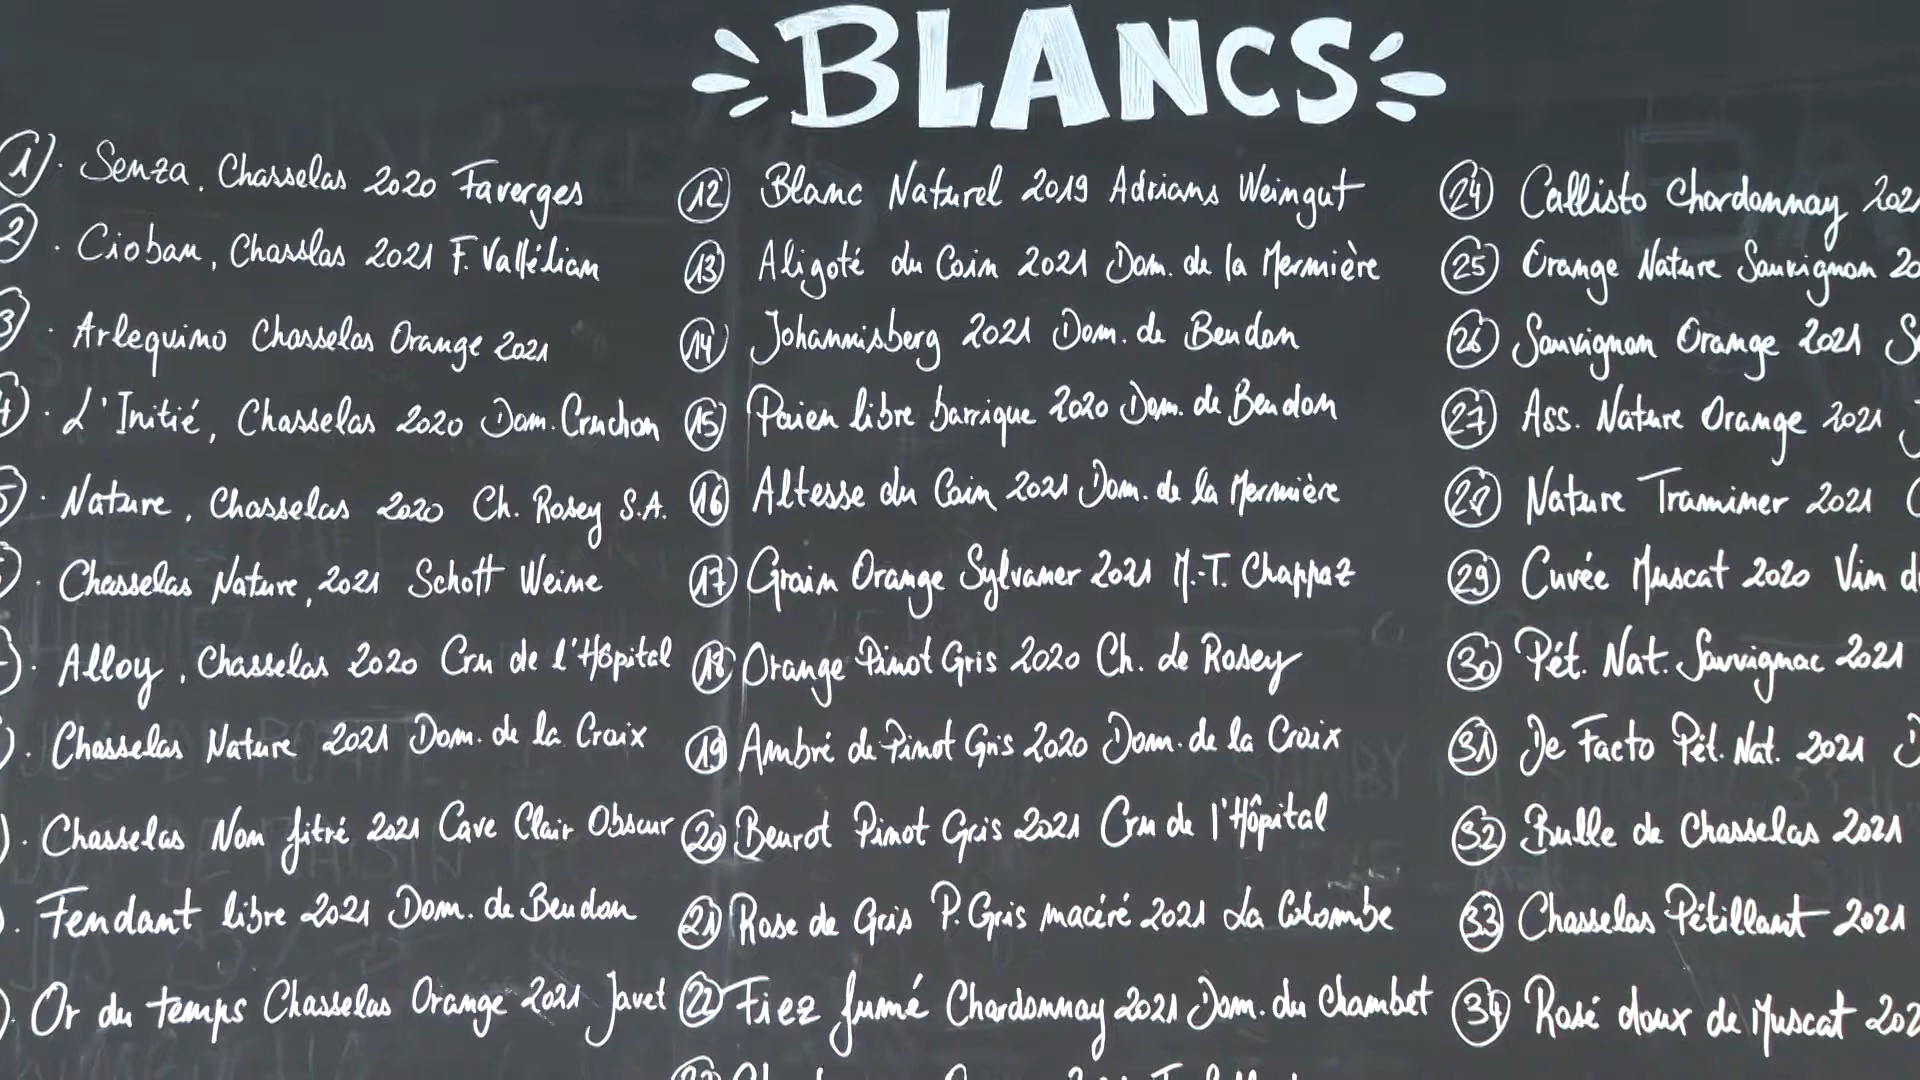 BLANCS
1. Senza, Chasselas 2020 Faverges
2. Cioban, Chasslas 2021 F. Vallélian
3. Arlequino Chasselas Orange 2021
4. L'Initié, Chasselas 2020 Dom. Cruchon
5. Nature, Chasselas 2020 Ch. Rosey S.A.
. Chasselas Nature, 2021 Schott Weine
. Alloy, Chasselas 2020 Cru de l'Hôpital
. Chasselas Nature 2021 Dom. de la Croix
. Chasselas Non fitré 2021 Cave Clair Obscur
. Fendant libre 2021 Dom. de Beudon
. Or du temps Chasselas Orange 2021 Javet
12 Blanc Naturel 2019 Adrians Weingut
13 Aligoté du Coin 2021 Dom. de la Mermière
14 Johannisberg 2021 Dom. de Beudon
15 Païen libre barrique 2020 Dom. de Beudon
16 Altesse du Coin 2021 Dom. de la Mermière
17 Grain Orange Sylvaner 2021 M.-T. Chappaz
18 Orange Pinot Gris 2020 Ch. de Rosey
19 Ambré de Pinot Gris 2020 Dom. de la Croix
20 Beurot Pinot Gris 2021 Cru de l'Hôpital
21 Rose de Gris P. Gris macéré 2021 La Colombe
22 Fiez fumé Chardonnay 2021 Dom. du Chambet
24 Callisto Chardonnay 202
25 Orange Nature Sauvignon 20
26 Sauvignon Orange 2021 S
27 Ass. Nature Orange 2021
28 Nature Traminer 2021
29 Cuvée Muscat 2020 Vin d
30 Pét. Nat. Sauvignac 2021
31 De Facto Pét. Nat. 2021
32 Bulle de Chasselas 2021
33 Chasselas Pétillant 2021
34 Rosé doux de Muscat 202